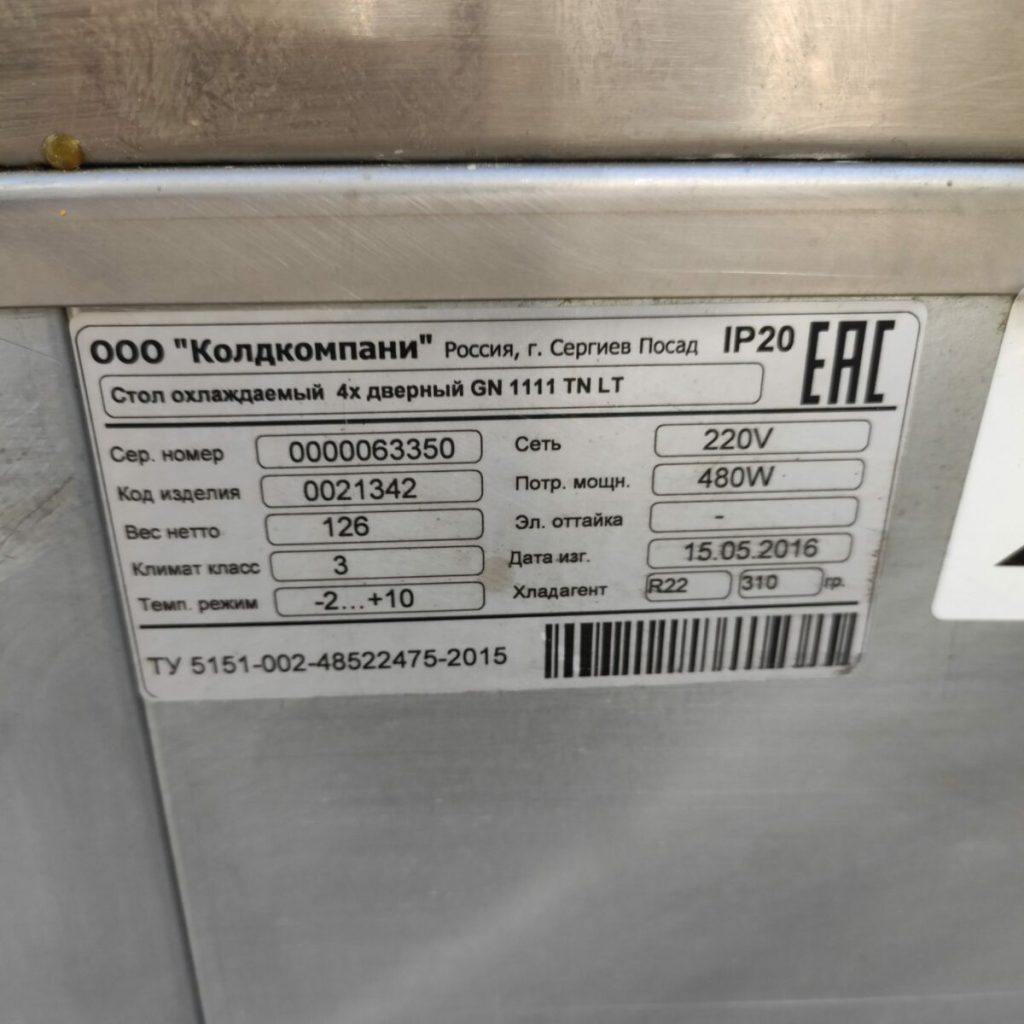 ООО "Колдкомпани" Россия, г. Сергиев Посад IP20 EAC
Стол охлаждаемый 4х дверный GN 1111 TN LT
Сер. номер 0000063350 Сеть 220V
Код изделия 0021342 Потр. мощн. 480W
Вес нетто 126 Эл. оттайка -
Климат класс 3 Дата изг. 15.05.2016
Темп. режим -2...+10 Хладагент R22 310 гр.
ТУ 5151-002-48522475-2015